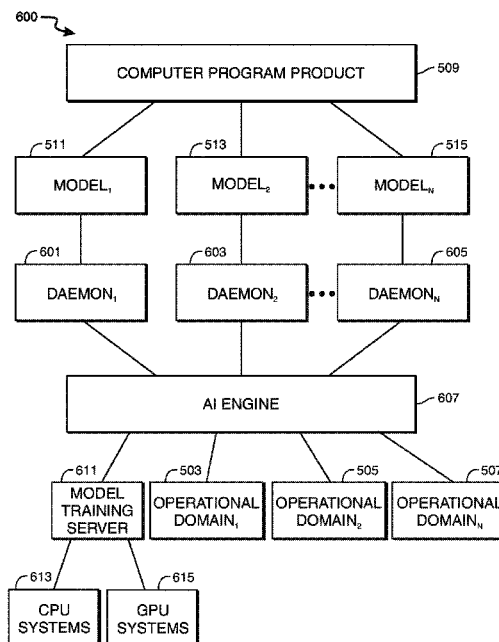 600
COMPUTER PROGRAM PRODUCT
509
511
513
515
MODEL₁
MODEL₂
MODELN
601
603
605
DAEMON₁
DAEMON₂
DAEMONN
AI ENGINE
607
611
503
505
507
MODEL
TRAINING
SERVER
OPERATIONAL
DOMAIN₁
OPERATIONAL
DOMAIN₂
OPERATIONAL
DOMAINN
613
615
CPU
SYSTEMS
GPU
SYSTEMS